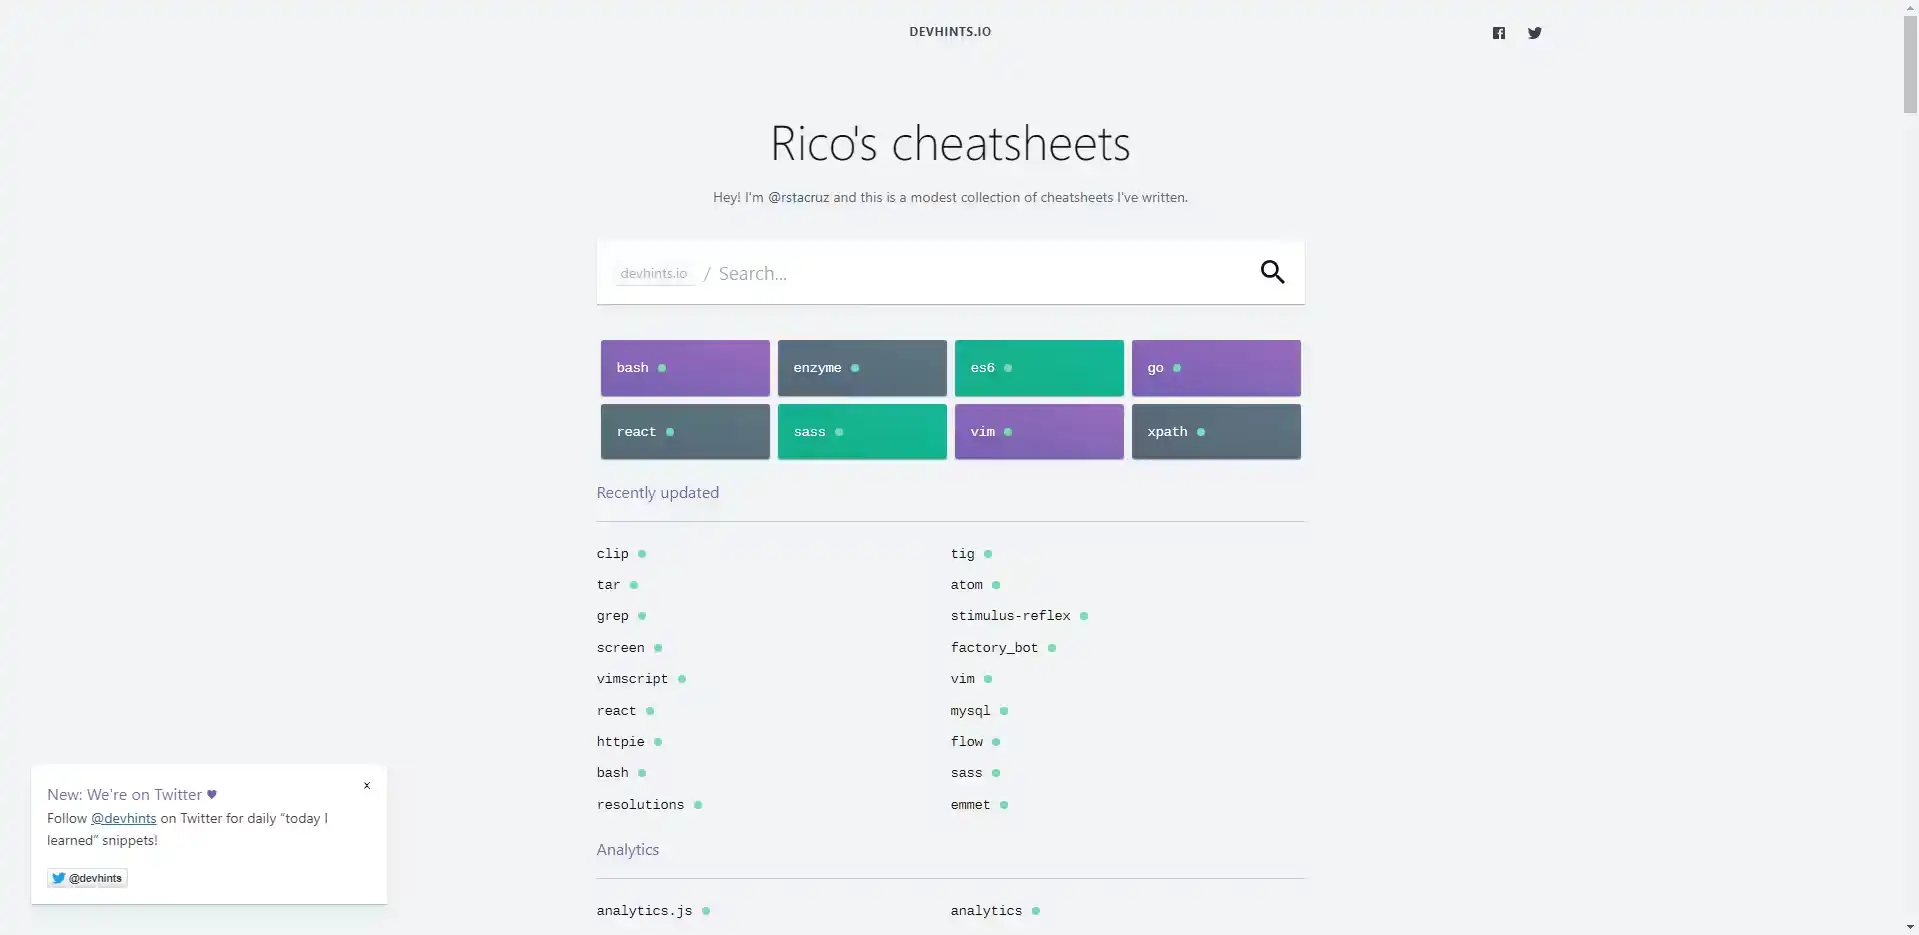 DEVHINTS.IO
Rico's cheatsheets
Hey! I'm @rstacruz and this is a modest collection of cheatsheets I've written.
devhints.io / Search...
bash
enzyme
es6
go
react
sass
vim
xpath
Recently updated
clip
tig
tar
atom
grep
stimulus-reflex
screen
factory_bot
vimscript
vim
react
mysql
httpie
flow
bash
sass
resolutions
emmet
Analytics
analytics.js
analytics
x
New: We're on Twitter ♥
Follow @devhints on Twitter for daily “today I
learned” snippets!
@devhints